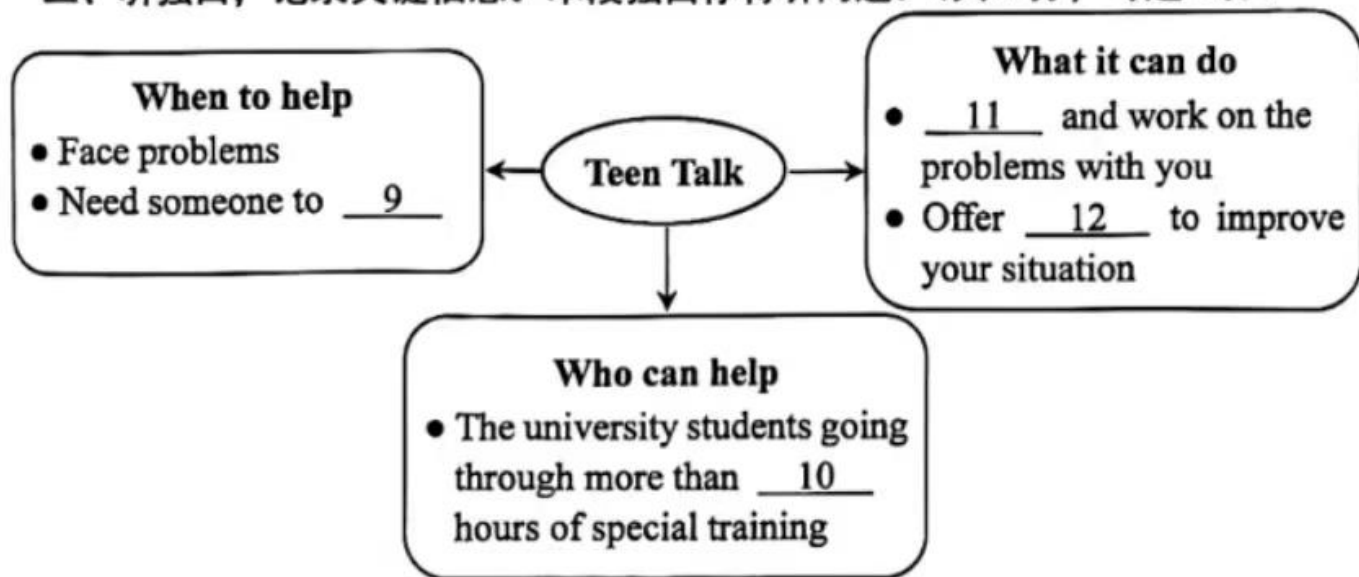 When to help
• Face problems
• Need someone to 9
Teen Talk
What it can do
• 11 and work on the
problems with you
• Offer 12 to improve
your situation
Who can help
• The university students going
through more than 10
hours of special training